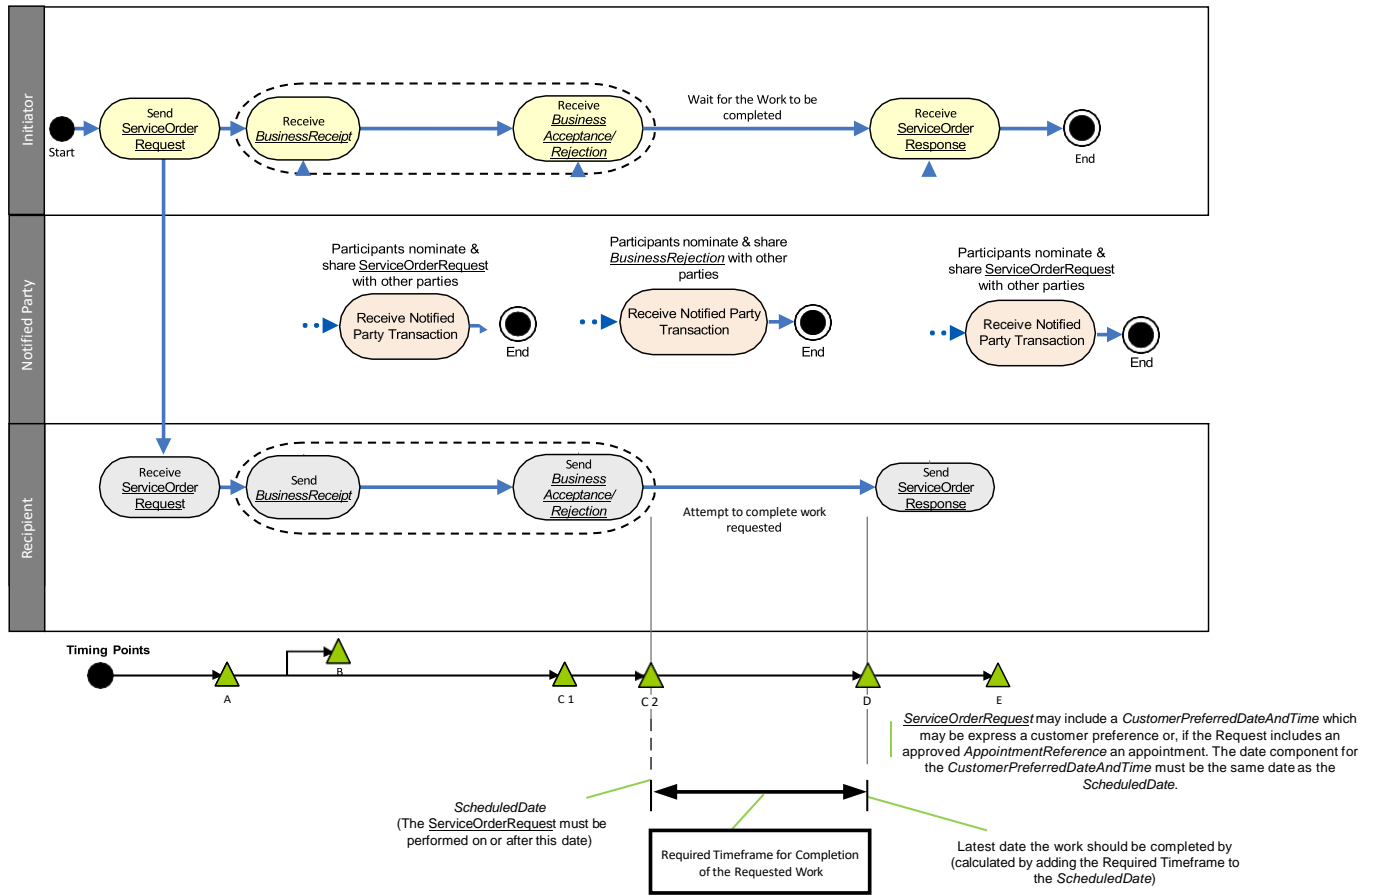 Initiator
Start
Send
ServiceOrder
Request
Receive
BusinessReceipt
Receive
Business
Acceptance/
Rejection
Wait for the Work to be
completed
Receive
ServiceOrder
Response
End
Notified Party
Participants nominate &
share ServiceOrderRequest
with other parties
Receive Notified
Party Transaction
End
Participants nominate & share
BusinessRejection with other
parties
Receive Notified Party
Transaction
End
Participants nominate &
share ServiceOrderRequest
with other parties
Receive Notified
Party Transaction
End
Recipient
Receive
ServiceOrder
Request
Send
BusinessReceipt
Send
Business
Acceptance/
Rejection
Attempt to complete work
requested
Send
ServiceOrder
Response
Timing Points
A
B
C 1
C 2
D
E
ServiceOrderRequest may include a CustomerPreferredDateAndTime which
may be express a customer preference or, if the Request includes an
approved AppointmentReference an appointment. The date component for
the CustomerPreferredDateAndTime must be the same date as the
ScheduledDate.
ScheduledDate
(The ServiceOrderRequest must be
performed on or after this date)
Required Timeframe for Completion
of the Requested Work
Latest date the work should be completed by
(calculated by adding the Required Timeframe to
the ScheduledDate)